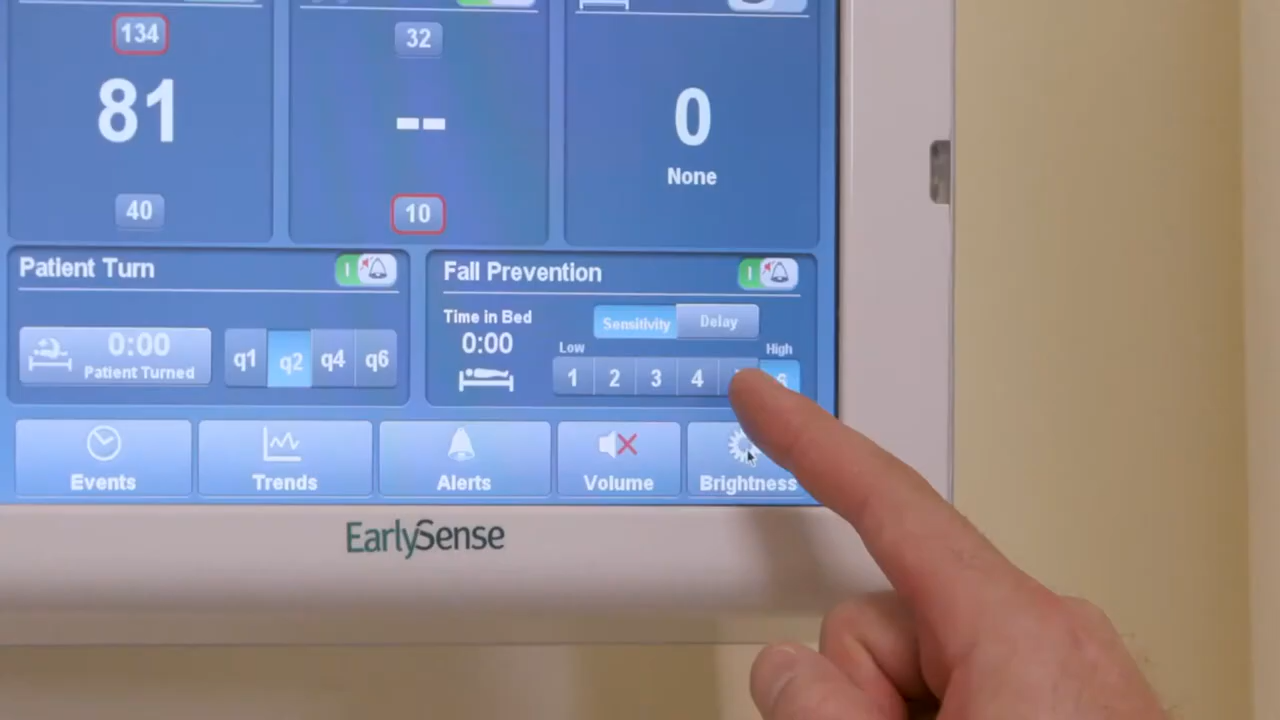 134 32
81 -- 0
None
40 10
Patient Turn I
Fall Prevention I
0:00
Patient Turned
q1 q2 q4 q6
Time in Bed
0:00
Sensitivity Delay
Low High
1 2 3 4 6
Events Trends Alerts Volume Brightness
EarlySense